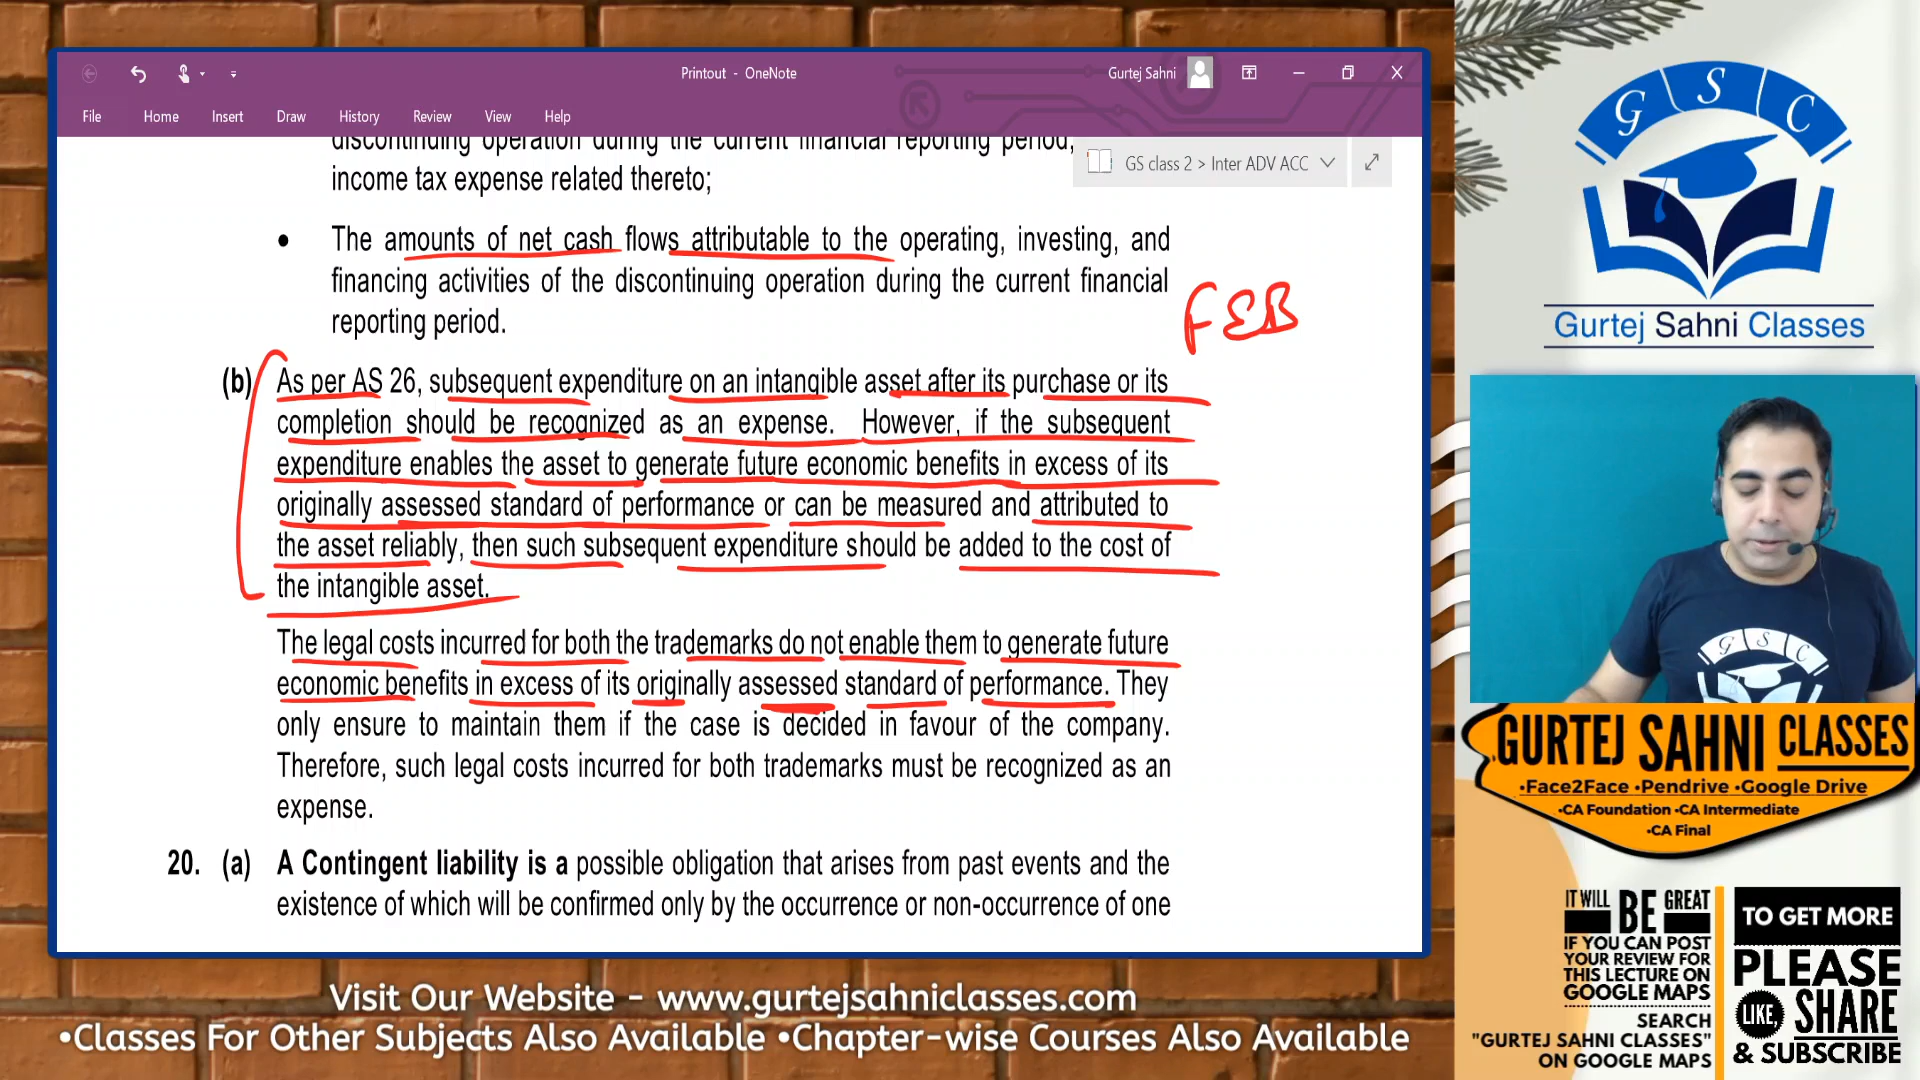 Printout - OneNote
Gurtej Sahni
File Home Insert Draw History Review View Help
GS class 2 > Inter ADV ACC
discontinuing operation during the current financial reporting period,
income tax expense related thereto;
• The amounts of net cash flows attributable to the operating, investing, and
financing activities of the discontinuing operation during the current financial
reporting period.
FEB
(b) As per AS 26, subsequent expenditure on an intangible asset after its purchase or its
completion should be recognized as an expense. However, if the subsequent
expenditure enables the asset to generate future economic benefits in excess of its
originally assessed standard of performance or can be measured and attributed to
the asset reliably, then such subsequent expenditure should be added to the cost of
the intangible asset.
The legal costs incurred for both the trademarks do not enable them to generate future
economic benefits in excess of its originally assessed standard of performance. They
only ensure to maintain them if the case is decided in favour of the company.
Therefore, such legal costs incurred for both trademarks must be recognized as an
expense.
20. (a) A Contingent liability is a possible obligation that arises from past events and the
existence of which will be confirmed only by the occurrence or non-occurrence of one
G S C
Gurtej Sahni Classes
G S C
GURTEJ SAHNI CLASSES
•Face2Face •Pendrive •Google Drive
•CA Foundation •CA Intermediate
•CA Final
IT WILL BE GREAT
IF YOU CAN POST
YOUR REVIEW FOR
THIS LECTURE ON
GOOGLE MAPS
SEARCH
"GURTEJ SAHNI CLASSES"
ON GOOGLE MAPS
TO GET MORE
PLEASE
LIKE, SHARE
& SUBSCRIBE
Visit Our Website - www.gurtejsahniclasses.com
•Classes For Other Subjects Also Available •Chapter-wise Courses Also Available